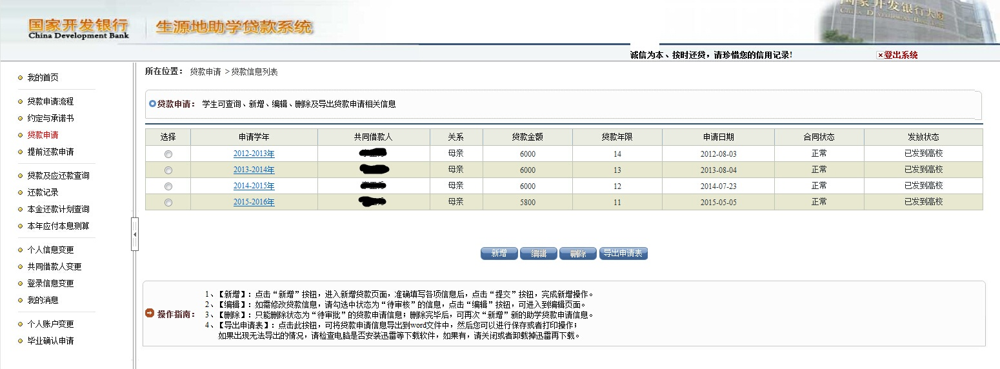 国家开发银行
China Development Bank
生源地助学贷款系统
国家开发银行大厦
诚信为本、按时还贷，请珍惜您的信用记录!
登出系统
我的首页
贷款申请流程
约定与承诺书
贷款申请
提前还款申请
贷款及应还款查询
还款记录
本金还款计划查询
本年应付本息测算
个人信息变更
共同借款人变更
登录信息变更
我的消息
个人账户变更
毕业确认申请
所在位置： 贷款申请 >贷款信息列表
贷款申请： 学生可查询、新增、编辑、删除及导出贷款申请相关信息
选择 申请学年 共同借款人 关系 贷款金额 贷款年限 申请日期 合同状态 发放状态
2012-2013年 母亲 6000 14 2012-08-03 正常 已发到高校
2013-2014年 母亲 6000 13 2013-08-04 正常 已发到高校
2014-2015年 母亲 6000 12 2014-07-23 正常 已发到高校
2015-2016年 母亲 5800 11 2015-05-05 正常 已发到高校
新增 编辑 删除 导出申请表
操作指南：
1、【新增】：点击“新增”按钮，进入新增贷款页面，准确填写各项信息后，点击“提交”按钮，完成新增操作。
2、【编辑】：如需修改贷款信息，请勾选中状态为“待审核”的信息，点击“编辑”按钮，可进入到编辑页面。
3、【删除】：只能删除状态为“待审批”的贷款申请信息；删除完毕后，可再次“新增”新的助学贷款申请信息。
4、【导出申请表】：点击此按钮，可将贷款申请信息导出到word文件中，然后您可以进行保存或者打印操作；
如果出现无法导出的情况，请检查电脑是否安装迅雷等下载软件，如果有，请关闭或者卸载掉迅雷再下载。